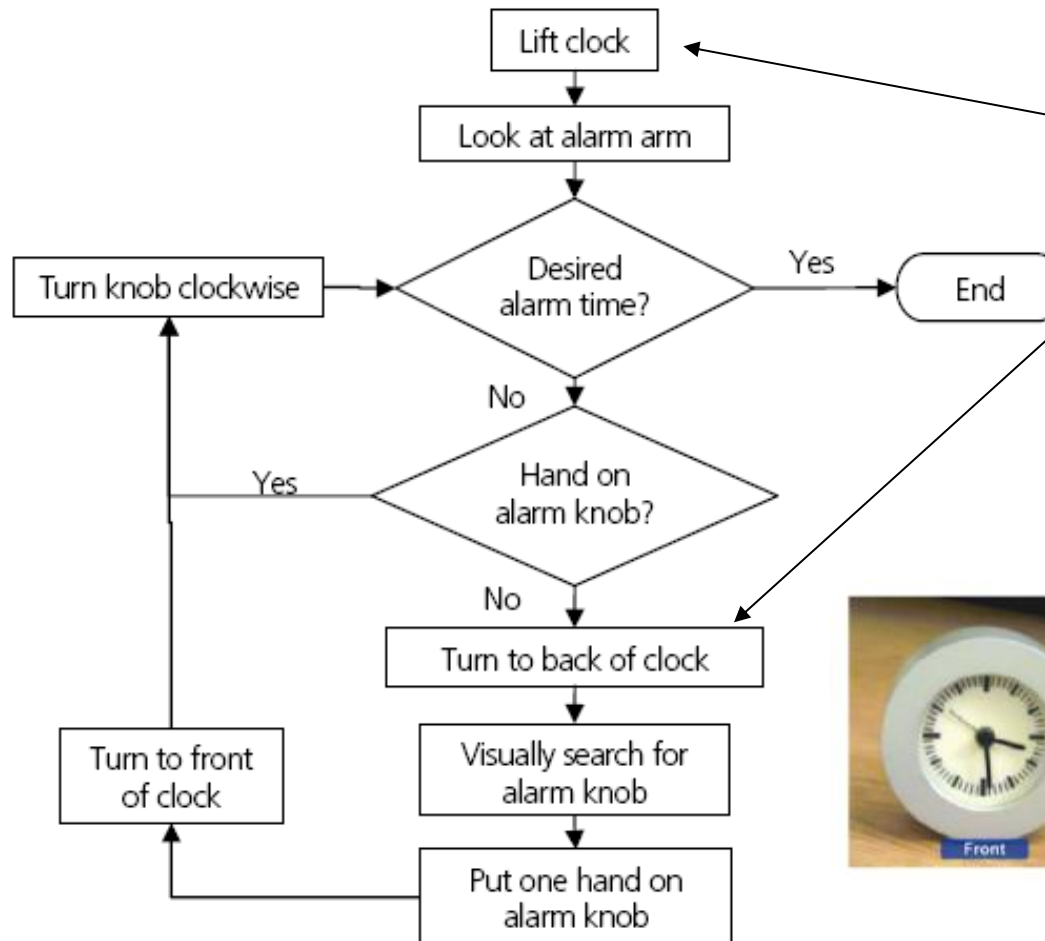 Lift clock
Look at alarm arm
Desired
alarm time?
Yes
End
Turn knob clockwise
No
Hand on
alarm knob?
Yes
No
Turn to back of clock
Visually search for
alarm knob
Turn to front
of clock
Put one hand on
alarm knob
Front